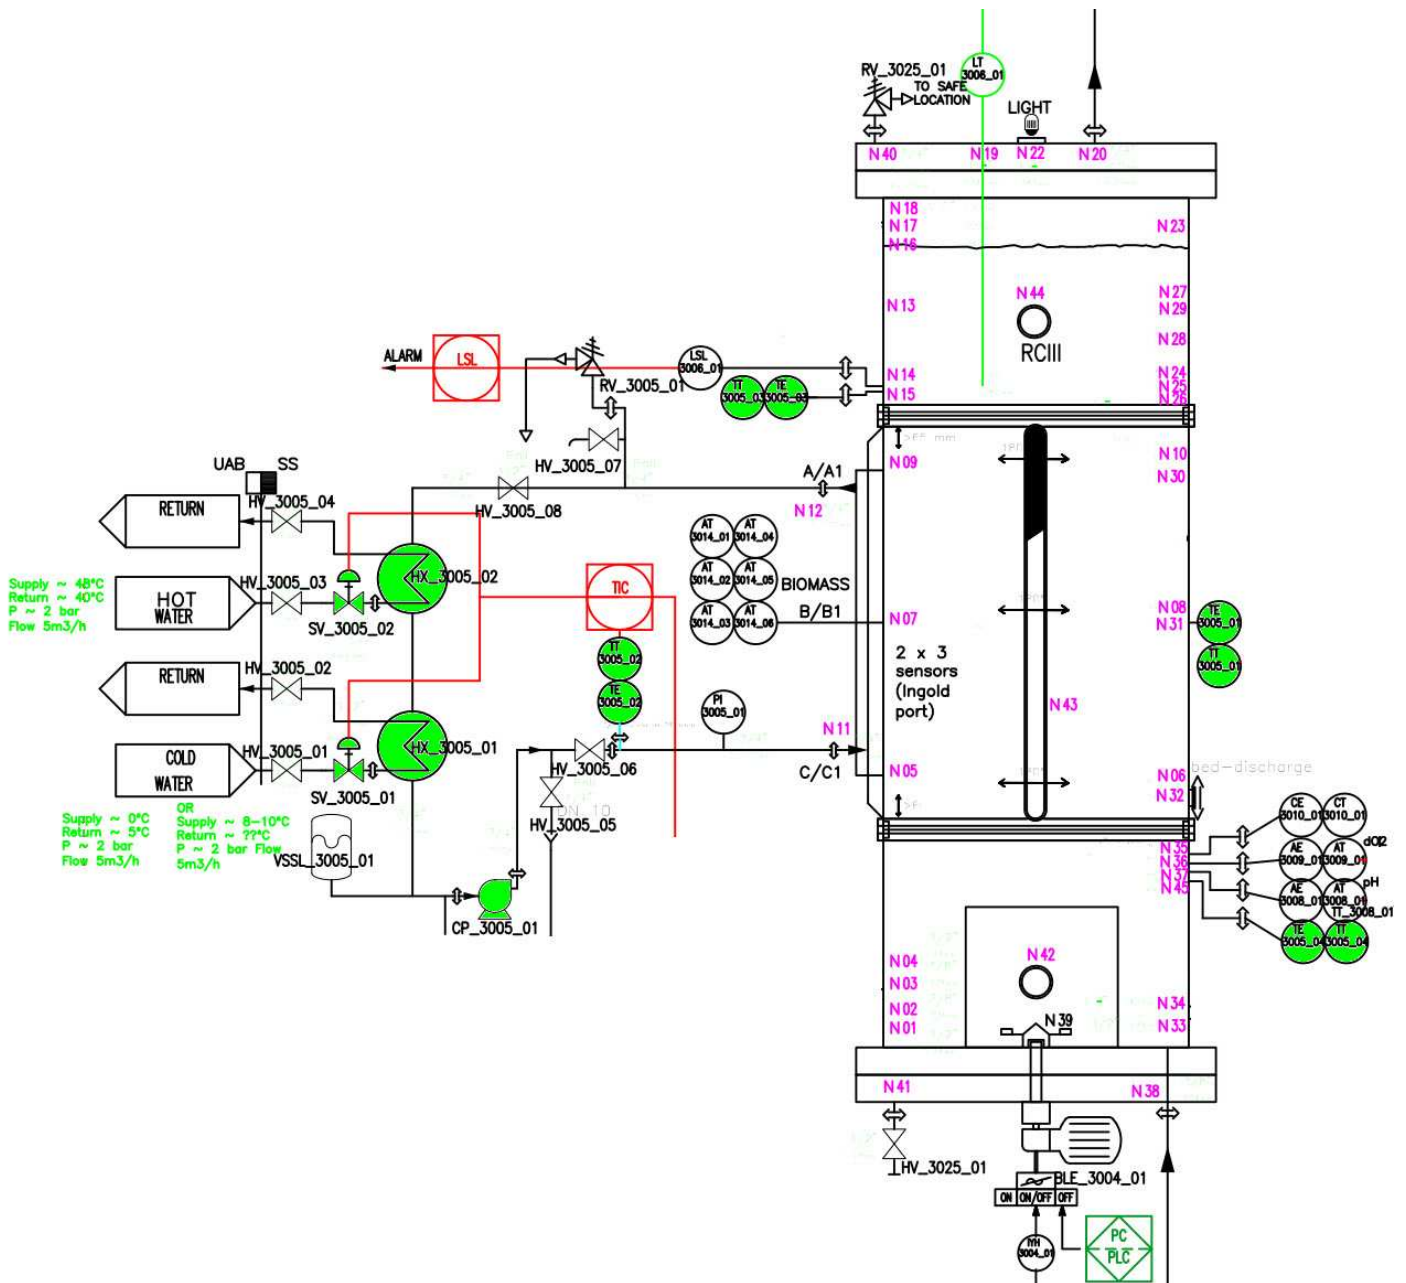 RV_3025_01
TO SAFE
LOCATION
LT
3006_01
LIGHT
N40
N19
N22
N20
N18
N17
N16
N23
N13
N44
RCIII
N27
N29
N28
N14
N15
N24
N25
N26
ALARM
LSL
RV_3005_01
LSL
3006_01
TT
3005_03
TE
3005_03
HV_3005_07
HV_3005_08
A/A1
N12
N09
N10
N30
UAB
SS
HV_3005_04
RETURN
HX_3005_02
Supply ~ 48°C
Return ~ 40°C
P ~ 2 bar
Flow 5m3/h
HOT
WATER
HV_3005_03
SV_3005_02
TIC
TT
3005_02
TE
3005_02
AT
3014_01
AT
3014_04
AT
3014_02
AT
3014_05
AT
3014_03
AT
3014_06
BIOMASS
B/B1
N07
N08
N31
TE
3005_01
TT
3005_01
2 x 3
sensors
(Ingold
port)
N43
HV_3005_02
RETURN
HX_3005_01
COLD
WATER
HV_3005_01
SV_3005_01
PI
3005_01
N11
C/C1
N05
N06
N32
bed-discharge
HV_3005_06
DN 10
HV_3005_05
Supply ~ 0°C
Return ~ 5°C
P ~ 2 bar
Flow 5m3/h
OR
Supply ~ 8-10°C
Return ~ ??°C
P ~ 2 bar Flow
5m3/h
VSSL_3005_01
CP_3005_01
N35
N36
N37
N45
CE
3010_01
CT
3010_01
AE
3009_01
AT
3009_01
dO2
AE
3008_01
AT
3008_01
pH
TT_3008_01
TE
3005_04
TT
3005_04
N04
N03
N02
N01
N42
N39
N34
N33
N41
N38
HV_3025_01
BLE_3004_01
ON
ON/OFF
OFF
3004_01
PC
PLC